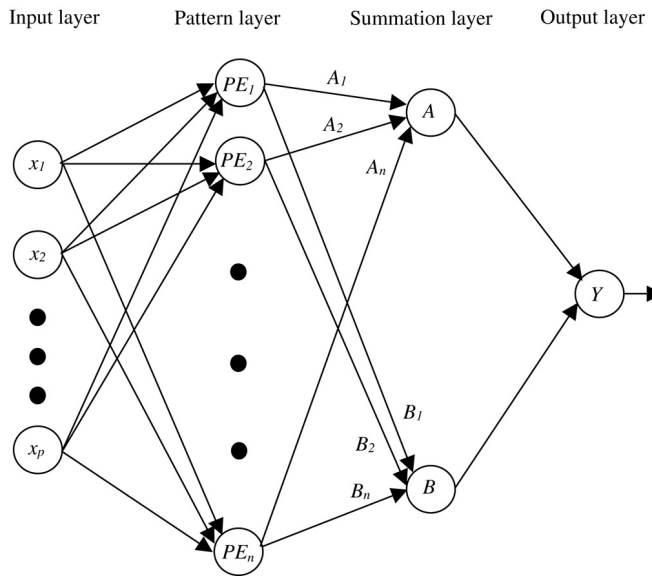 Input layer Pattern layer Summation layer Output layer
PE₁
A₁
A
A₂
PE₂
x₁
Aₙ
x₂
Y
B₁
B₂
xₚ
B
Bₙ
PEₙ